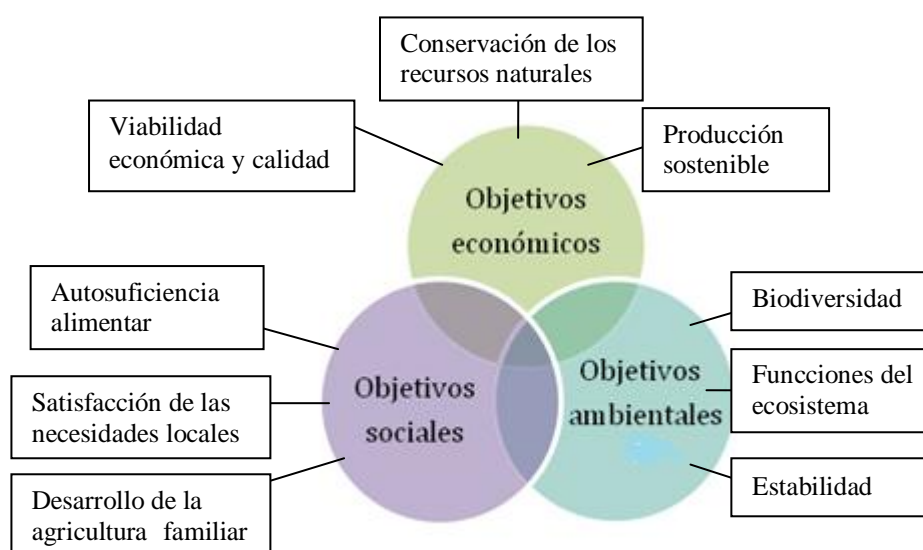 Conservación de los
recursos naturales
Viabilidad
económica y calidad
Producción
sostenible
Objetivos
económicos
Autosuficiencia
alimentar
Biodiversidad
Satisfacción de las
necesidades locales
Objetivos
sociales
Objetivos
ambientales
Funcciones del
ecosistema
Desarrollo de la
agricultura familiar
Estabilidad